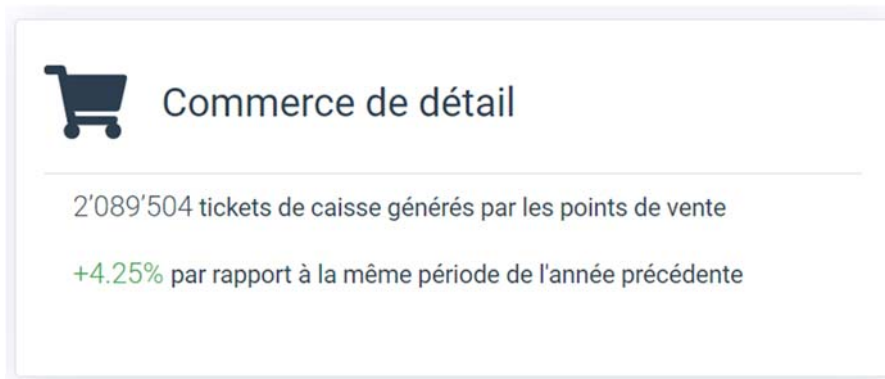 Commerce de détail
2’089’504 tickets de caisse générés par les points de vente
+4.25% par rapport à la même période de l'année précédente